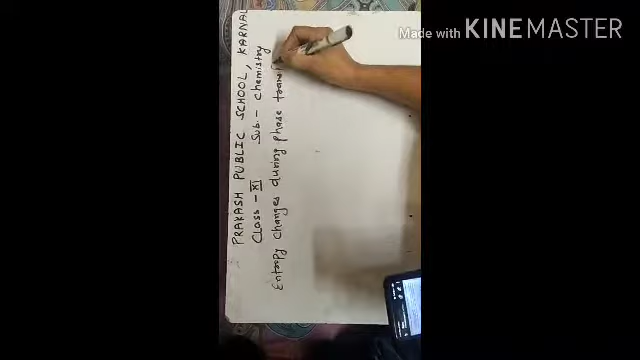 Made with KINEMASTER
PRAKASH PUBLIC SCHOOL, KARNAL
Class - XI Sub. - Chemistry
Entropy changes during phase